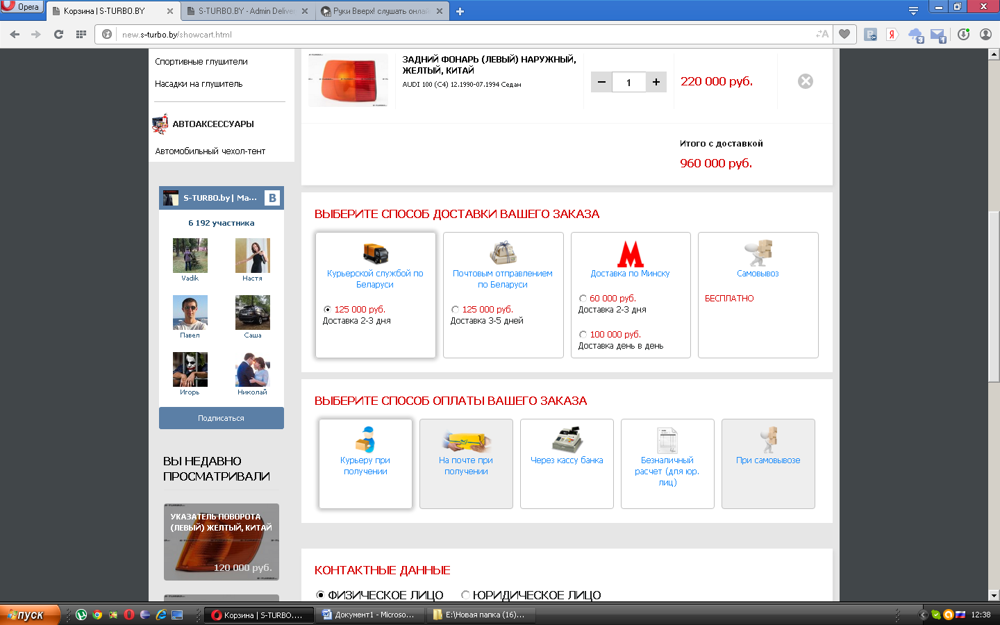 Opera
Корзина | S-TURBO.BY
S-TURBO.BY - Admin Deliver
Руки Вверх! слушать онлай
new.s-turbo.by/showcart.html
Спортивные глушители
Насадки на глушитель
АВТОАКСЕССУАРЫ
Автомобильный чехол-тент
S-TURBO.by | Ма...
B
6 192 участника
Vadik
Настя
Павел
Саша
Игорь
Николай
Подписаться
ВЫ НЕДАВНО
ПРОСМАТРИВАЛИ
УКАЗАТЕЛЬ ПОВОРОТА
(ЛЕВЫЙ) ЖЕЛТЫЙ, КИТАЙ
120 000 руб.
ЗАДНИЙ ФОНАРЬ (ЛЕВЫЙ) НАРУЖНЫЙ,
ЖЕЛТЫЙ, КИТАЙ
AUDI 100 (C4) 12.1990-07.1994 Седан
− 1 +
220 000 руб.
Итого с доставкой
960 000 руб.
ВЫБЕРИТЕ СПОСОБ ДОСТАВКИ ВАШЕГО ЗАКАЗА
Курьерской службой по
Беларуси
125 000 руб.
Доставка 2-3 дня
Почтовым отправлением
по Беларуси
125 000 руб.
Доставка 3-5 дней
М
Доставка по Минску
60 000 руб.
Доставка 2-3 дня
100 000 руб.
Доставка день в день
Самовывоз
БЕСПЛАТНО
ВЫБЕРИТЕ СПОСОБ ОПЛАТЫ ВАШЕГО ЗАКАЗА
Курьеру при
получении
На почте при
получении
Через кассу банка
Безналичный
расчет (для юр.
лиц)
При самовывозе
КОНТАКТНЫЕ ДАННЫЕ
ФИЗИЧЕСКОЕ ЛИЦО
ЮРИДИЧЕСКОЕ ЛИЦО
пуск
Корзина | S-TURBO....
Документ1 - Microso...
E:\Новая папка (16)...
12:38